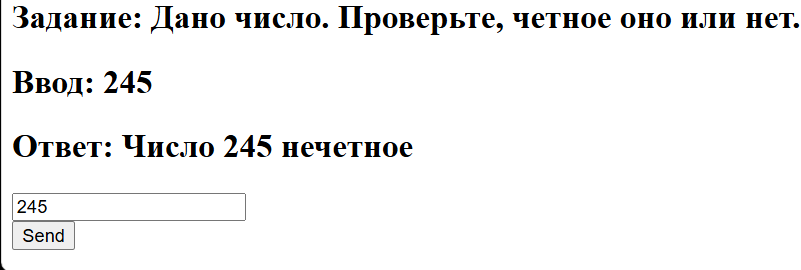 Задание: Дано число. Проверьте, четное оно или нет.
Ввод: 245
Ответ: Число 245 нечетное
245
Send